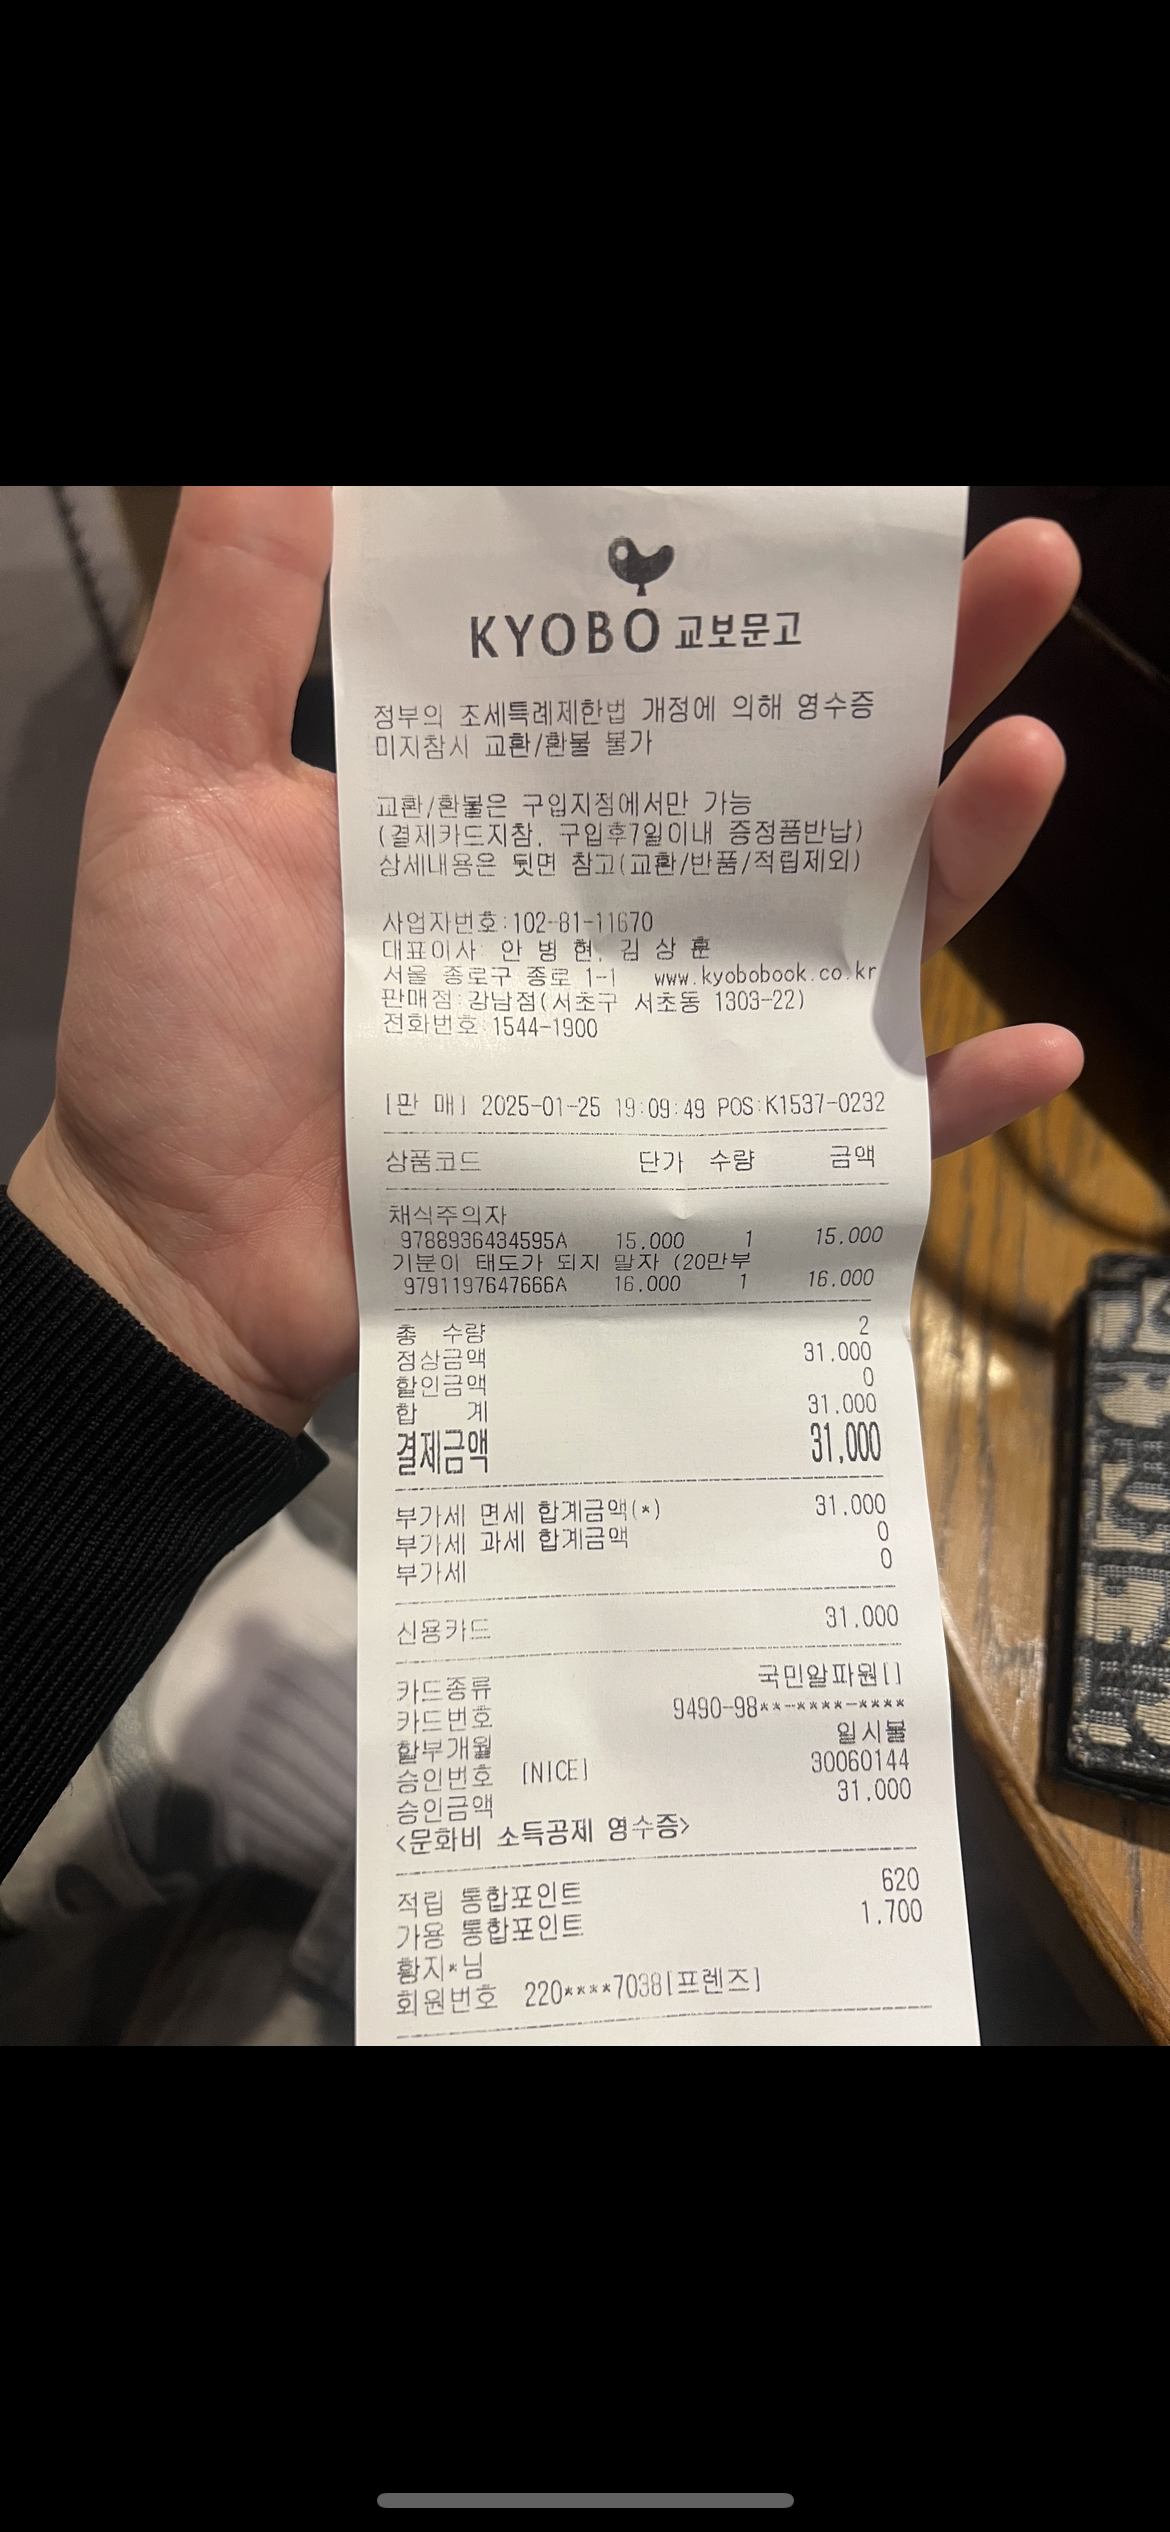 KYOBO 교보문고
정부의 조세특례제한법 개정에 의해 영수증
미지참시 교환/환불 불가
교환/환불은 구입지점에서만 가능
(결제카드지참, 구입후7일이내 증정품반납)
상세내용은 뒷면 참고(교환/반품/적립제외)
사업자번호:102-81-11670
대표이사: 안 병 현, 김 상 훈
서울 종로구 종로 1-1 www.kyobobook.co.kr
판매점:강남점(서초구 서초동 1303-22)
전화번호:1544-1900
[판 매] 2025-01-25 19:09:49 POS:K1537-0232
상품코드 단가 수량 금액
채식주의자
9788936434595A 15,000 1 15,000
기분이 태도가 되지 말자 (20만부
9791197647666A 16,000 1 16,000
총 수량 2
정상금액 31,000
할인금액 0
합 계 31,000
결제금액 31,000
부가세 면세 합계금액(*) 31,000
부가세 과세 합계금액 0
부가세 0
신용카드 31,000
카드종류 국민알파원[]
카드번호 9490-98**-****-****
할부개월 일시불
승인번호 [NICE] 30060144
승인금액 31,000
<문화비 소득공제 영수증>
적립 통합포인트 620
가용 통합포인트 1,700
황지*님
회원번호 220****7038[프렌즈]